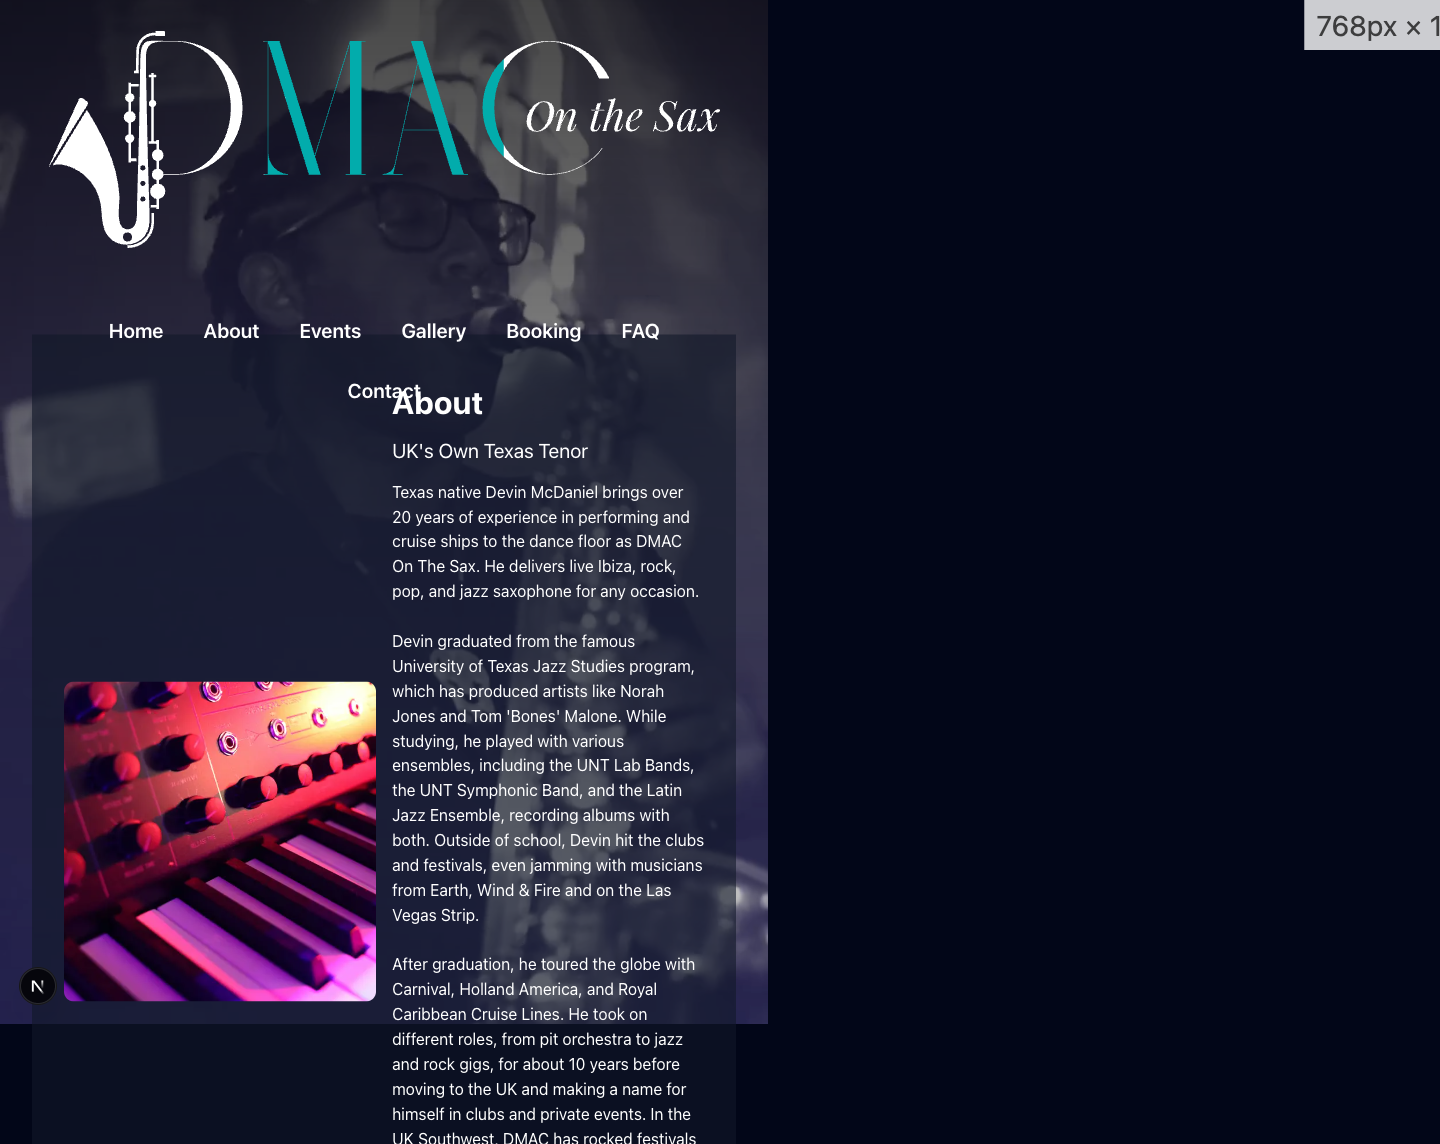 768px × 1
DMAC
On the Sax
Home About Events Gallery Booking FAQ
Contact
About
UK's Own Texas Tenor
Texas native Devin McDaniel brings over
20 years of experience in performing and
cruise ships to the dance floor as DMAC
On The Sax. He delivers live Ibiza, rock,
pop, and jazz saxophone for any occasion.
Devin graduated from the famous
University of Texas Jazz Studies program,
which has produced artists like Norah
Jones and Tom 'Bones' Malone. While
studying, he played with various
ensembles, including the UNT Lab Bands,
the UNT Symphonic Band, and the Latin
Jazz Ensemble, recording albums with
both. Outside of school, Devin hit the clubs
and festivals, even jamming with musicians
from Earth, Wind & Fire and on the Las
Vegas Strip.
N
After graduation, he toured the globe with
Carnival, Holland America, and Royal
Caribbean Cruise Lines. He took on
different roles, from pit orchestra to jazz
and rock gigs, for about 10 years before
moving to the UK and making a name for
himself in clubs and private events. In the
UK Southwest, DMAC has rocked festivals